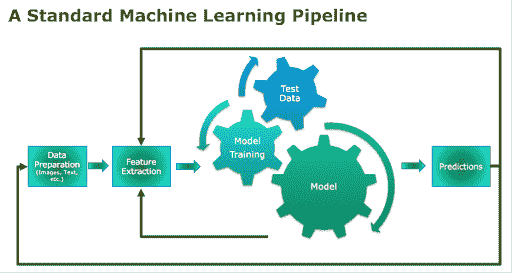 A Standard Machine Learning Pipeline
Data
Preparation
(Images, Text,
etc.)
Feature
Extraction
Model
Training
Test
Data
Model
Predictions